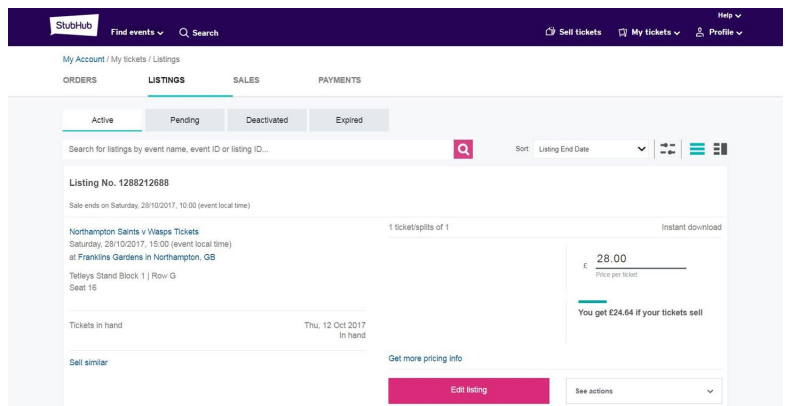 Help
StubHub
Find events
Search
Sell tickets
My tickets
Profile
My Account / My tickets / Listings
ORDERS LISTINGS SALES PAYMENTS
Active Pending Deactivated Expired
Search for listings by event name, event ID or listing ID...
Sort: Listing End Date
Listing No. 1288212688
Sale ends on Saturday, 28/10/2017, 10:00 (event local time)
Northampton Saints v Wasps Tickets
Saturday, 28/10/2017, 15:00 (event local time)
at Franklins Gardens in Northampton, GB
Tetleys Stand Block 1 | Row G
Seat 16
Tickets in hand
Thu, 12 Oct 2017
In hand
Sell similar
1 ticket/splits of 1
Instant download
£ 28.00
Price per ticket
You get £24.64 if your tickets sell
Get more pricing info
Edit listing
See actions